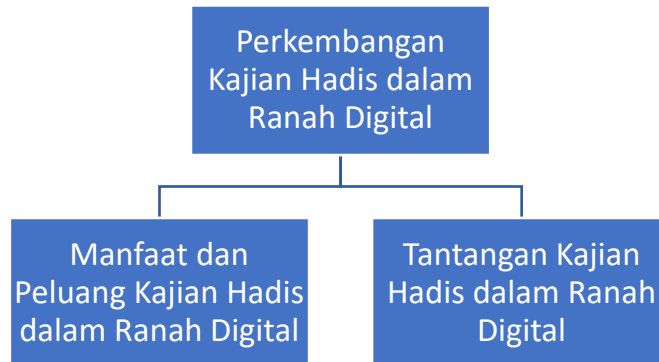 Perkembangan
Kajian Hadis dalam
Ranah Digital
Manfaat dan
Peluang Kajian Hadis
dalam Ranah Digital
Tantangan Kajian
Hadis dalam Ranah
Digital